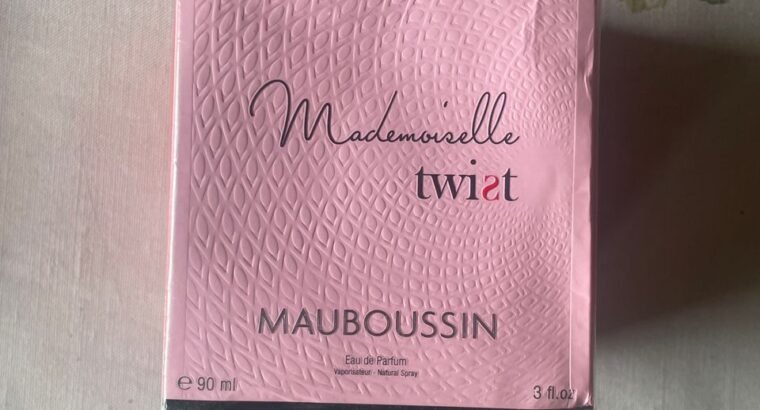 Mademoiselle
twist
MAUBOUSSIN
Eau de Parfum
Vaporisateur - Natural Spray
℮ 90 ml
3 fl.oz